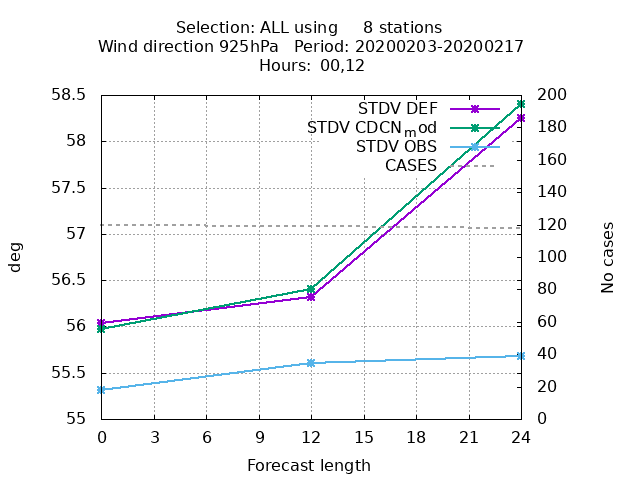 Selection: ALL using     8 stations
Wind direction 925hPa   Period: 20200203-20200217
Hours:  00,12
58.5
58
57.5
57
56.5
56
55.5
55
200
180
160
140
120
100
80
60
40
20
0
STDV DEF
STDV CDCNmod
STDV OBS
CASES
deg
No cases
0 3 6 9 12 15 18 21 24
Forecast length